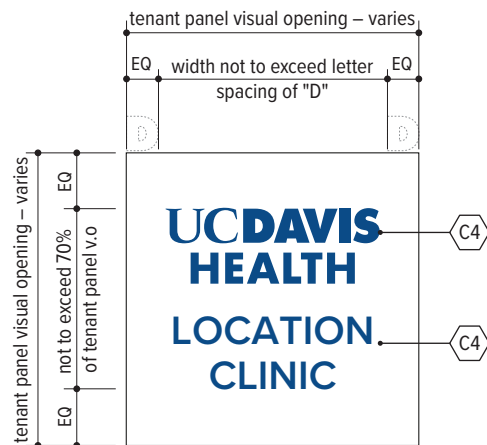 tenant panel visual opening – varies
EQ
width not to exceed letter
spacing of "D"
EQ
D
D
tenant panel visual opening – varies
EQ
not to exceed 70%
of tenant panel v.o
EQ
UCDAVIS
HEALTH
C4
LOCATION
CLINIC
C4